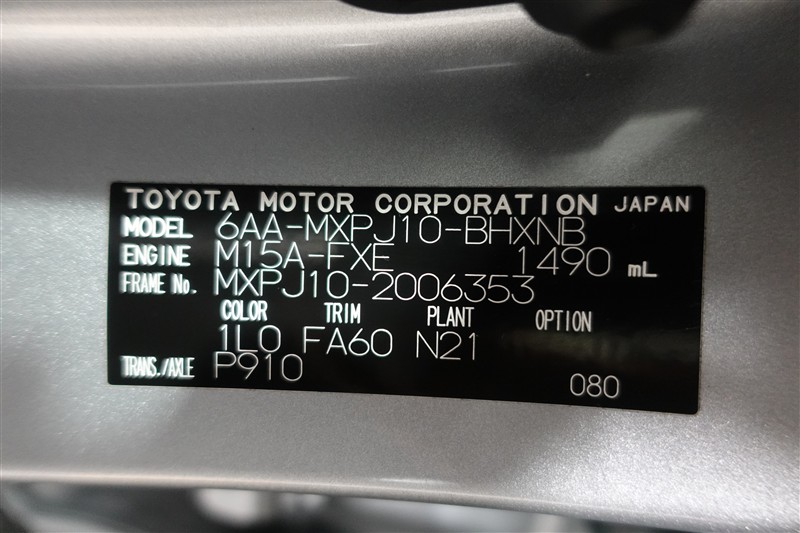 TOYOTA MOTOR CORPORATION JAPAN
MODEL 6AA-MXPJ10-BHXNB
ENGINE M15A-FXE 1490 mL
FRAME No. MXPJ10-2006353
COLOR TRIM PLANT OPTION
1L0 FA60 N21
TRANS./AXLE P910
080